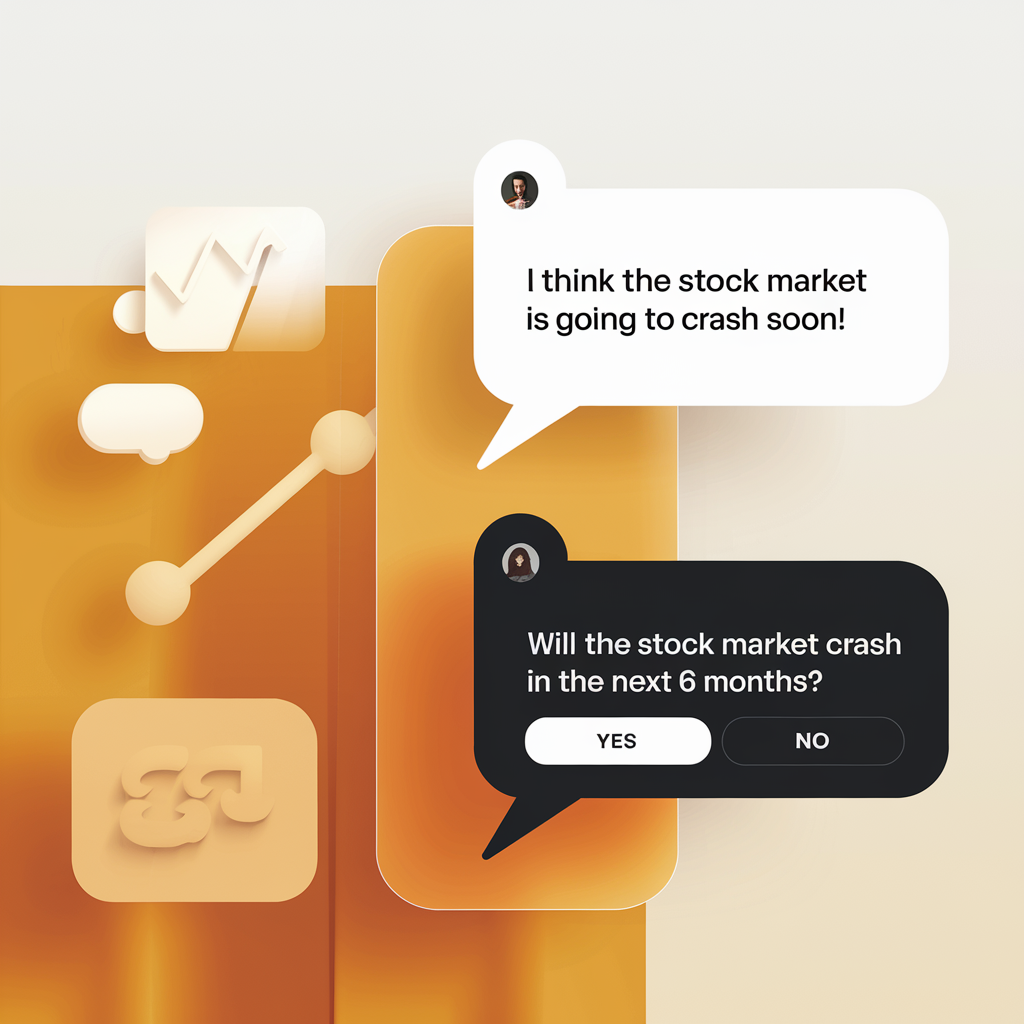 I think the stock market
is going to crash soon!
Will the stock market crash
in the next 6 months?
YES
NO